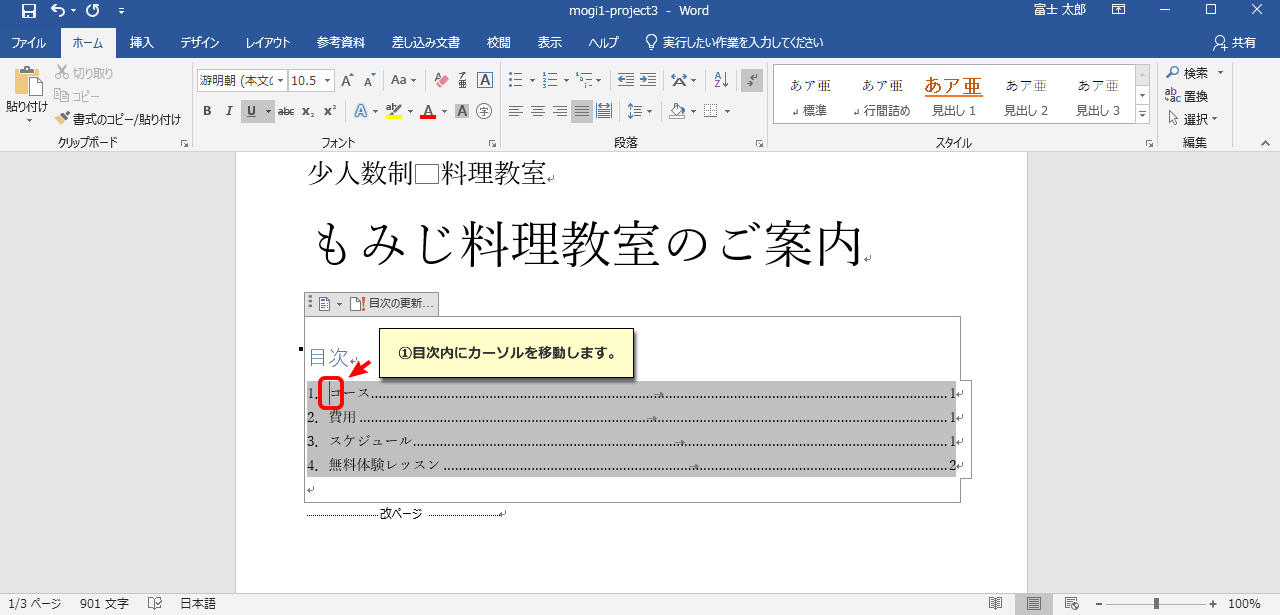 mogi1-project3 - Word
富士 太郎
ファイル ホーム 挿入 デザイン レイアウト 参考資料 差し込み文書 校閲 表示 ヘルプ 実行したい作業を入力してください 共有
貼り付け
切り取り
コピー
書式のコピー/貼り付け
クリップボード
游明朝 (本文の 10.5 A A Aa A
B I U abc x₂ x² A ab A A 字
フォント
段落
あア亜 あア亜 あア亜 あア亜 あア亜
標準 行間詰め 見出し 1 見出し 2 見出し 3
スタイル
検索
置換
選択
編集
少人数制□料理教室
もみじ料理教室のご案内
目次の更新...
目次
①目次内にカーソルを移動します。
1. コース 1
2. 費用 1
3. スケジュール 1
4. 無料体験レッスン 2
改ページ
1/3 ページ 901 文字 日本語 100%